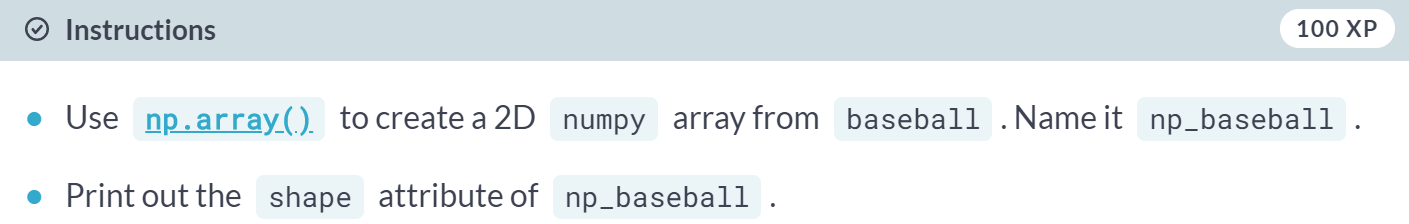 Instructions 100 XP
Use np.array() to create a 2D numpy array from baseball . Name it np_baseball .
Print out the shape attribute of np_baseball .